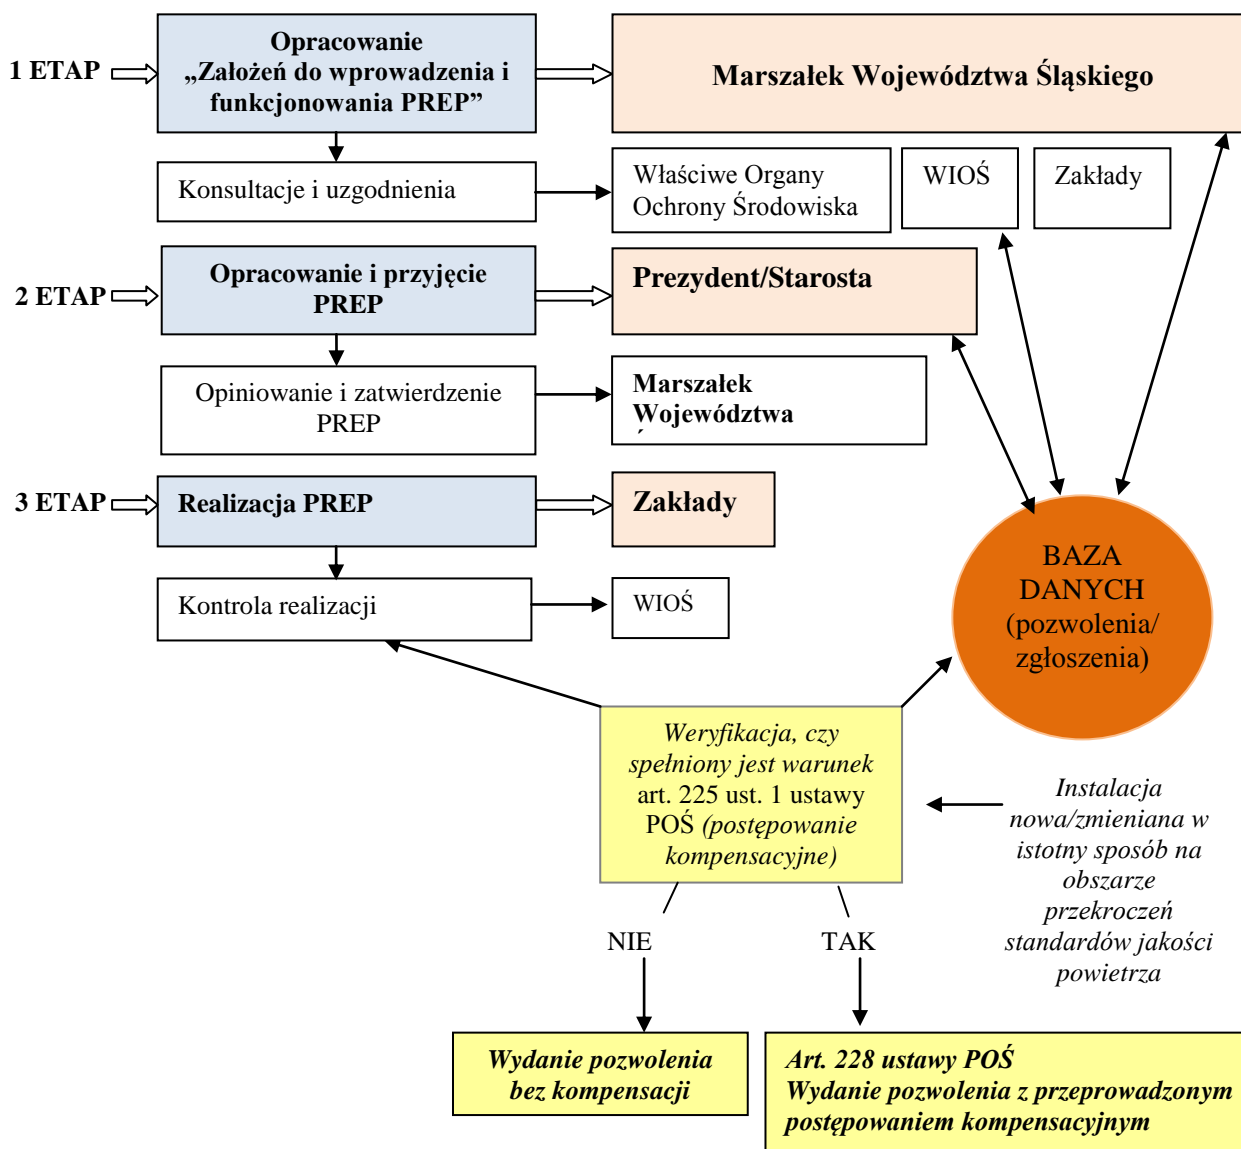 1 ETAP
Opracowanie
„Założeń do wprowadzenia i
funkcjonowania PREP”
Marszałek Województwa Śląskiego
Konsultacje i uzgodnienia
Właściwe Organy
Ochrony Środowiska
WIOŚ
Zakłady
2 ETAP
Opracowanie i przyjęcie
PREP
Prezydent/Starosta
Opiniowanie i zatwierdzenie
PREP
Marszałek
Województwa
3 ETAP
Realizacja PREP
Zakłady
Kontrola realizacji
WIOŚ
BAZA
DANYCH
(pozwolenia/
zgłoszenia)
Weryfikacja, czy
spełniony jest warunek
art. 225 ust. 1 ustawy
POŚ (postępowanie
kompensacyjne)
Instalacja
nowa/zmieniana w
istotny sposób na
obszarze
przekroczeń
standardów jakości
powietrza
NIE
TAK
Wydanie pozwolenia
bez kompensacji
Art. 228 ustawy POŚ
Wydanie pozwolenia z przeprowadzonym
postępowaniem kompensacyjnym